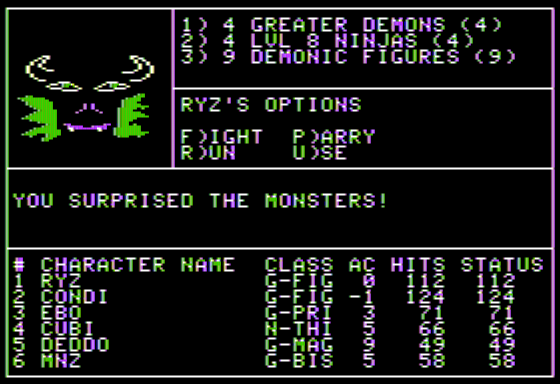 1) 4 GREATER DEMONS (4)
2) 4 LVL 8 NINJAS (4)
3) 9 DEMONIC FIGURES (9)
RYZ'S OPTIONS
F)IGHT P)ARRY
R)UN U)SE
YOU SURPRISED THE MONSTERS!
# CHARACTER NAME CLASS AC HITS STATUS
1 RYZ G-FIG 0 112 112
2 CONDI G-FIG -1 124 124
3 EBO G-PRI 3 71 71
4 CUBI N-THI 5 66 66
5 DEDDO G-MAG 9 49 49
6 MNZ G-BIS 5 58 58